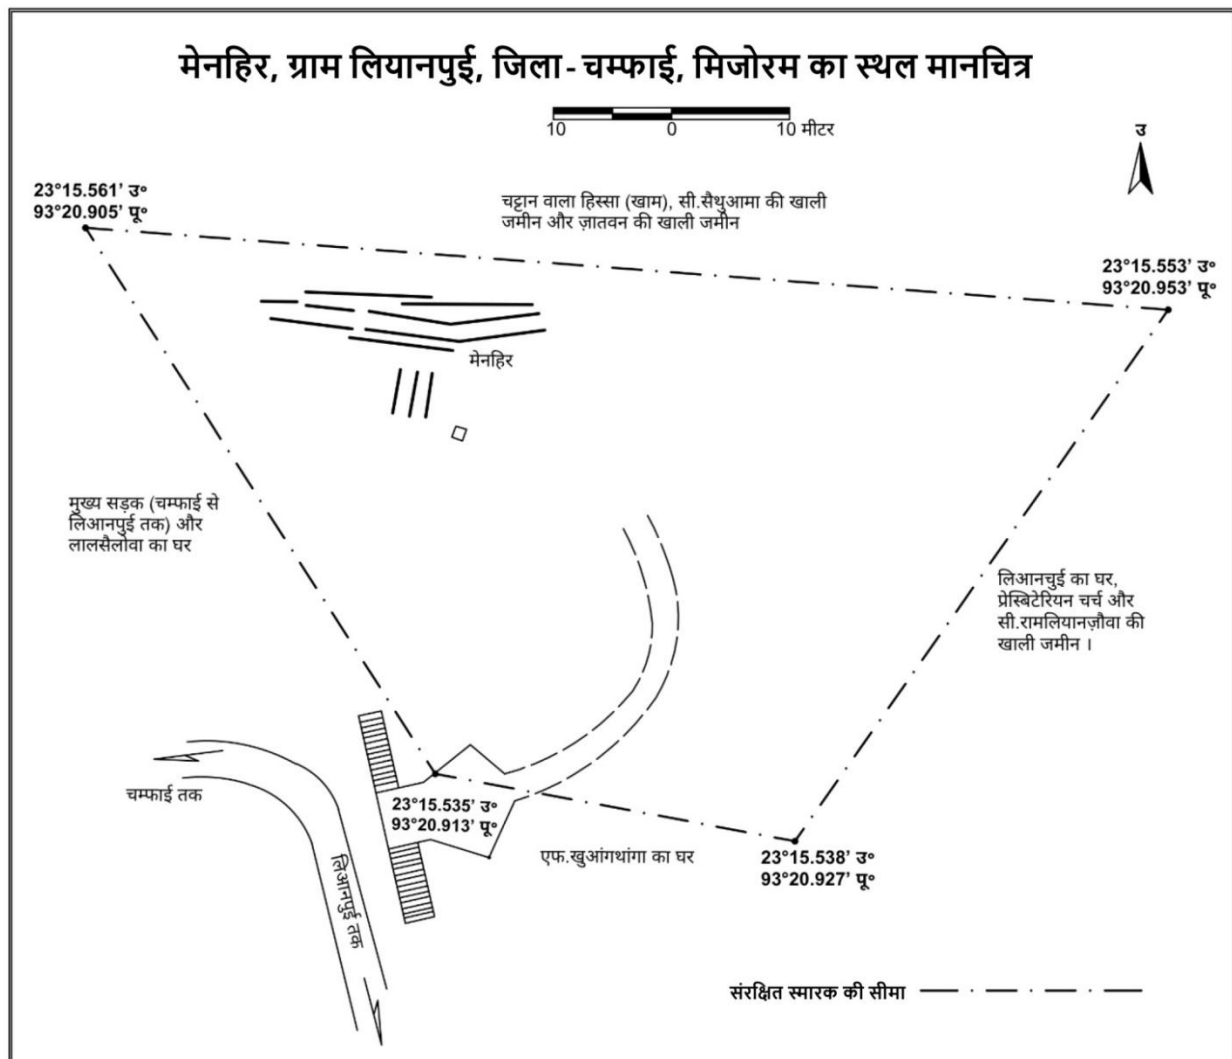 मेनहिर, ग्राम लियानपुई, जिला - चम्फाई, मिजोरम का स्थल मानचित्र
10 0 10 मीटर
उ
23°15.561’ उ°
93°20.905’ पू°
चट्टान वाला हिस्सा (खाम), सी.सैथुआमा की खाली
जमीन और ज़ातवन की खाली जमीन
23°15.553’ उ°
93°20.953’ पू°
मेनहिर
मुख्य सड़क (चम्फाई से
लिआनपुई तक) और
लालसैलोवा का घर
लिआनचुई का घर,
प्रेस्बिटेरियन चर्च और
सी.रामलियानज़ौवा की
खाली जमीन ।
चम्फाई तक
23°15.535’ उ°
93°20.913’ पू°
एफ.खुआंगथांगा का घर
23°15.538’ उ°
93°20.927’ पू°
लिआनपुई तक
संरक्षित स्मारक की सीमा